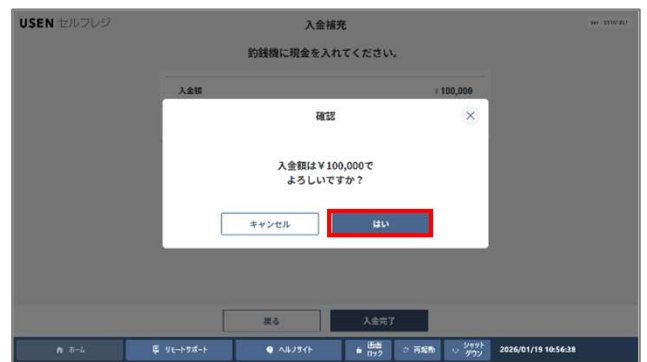 USEN セルフレジ
入金補充
釣銭機に現金を入れてください。
入金額
¥ 100,000
確認
入金額は¥100,000で
よろしいですか？
キャンセル
はい
戻る
入金完了
ホーム
リモートサポート
ヘルプサイト
画面
ロック
再起動
シャット
ダウン
2026/01/19 10:56:38